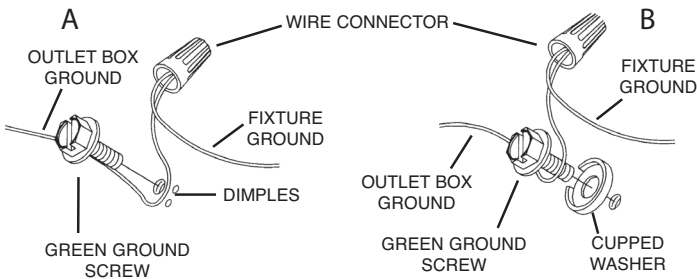 A
WIRE CONNECTOR
B
OUTLET BOX
GROUND
FIXTURE
GROUND
DIMPLES
GREEN GROUND
SCREW
FIXTURE
GROUND
OUTLET BOX
GROUND
GREEN GROUND
SCREW
CUPPED
WASHER